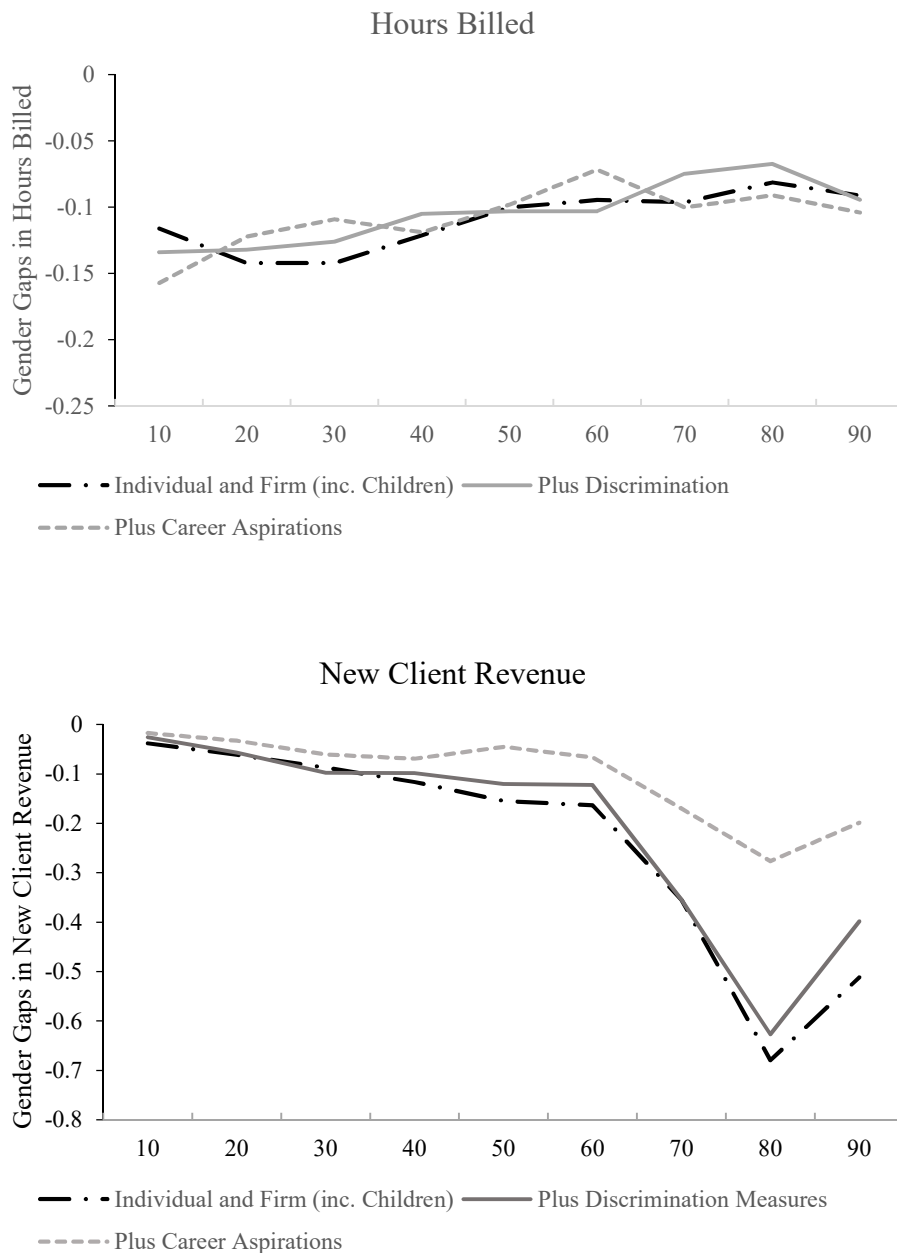 Hours Billed
Gender Gaps in Hours Billed
0
-0.05
-0.1
-0.15
-0.2
-0.25
10 20 30 40 50 60 70 80 90
Individual and Firm (inc. Children) Plus Discrimination
Plus Career Aspirations
New Client Revenue
Gender Gaps in New Client Revenue
0
-0.1
-0.2
-0.3
-0.4
-0.5
-0.6
-0.7
-0.8
10 20 30 40 50 60 70 80 90
Individual and Firm (inc. Children) Plus Discrimination Measures
Plus Career Aspirations